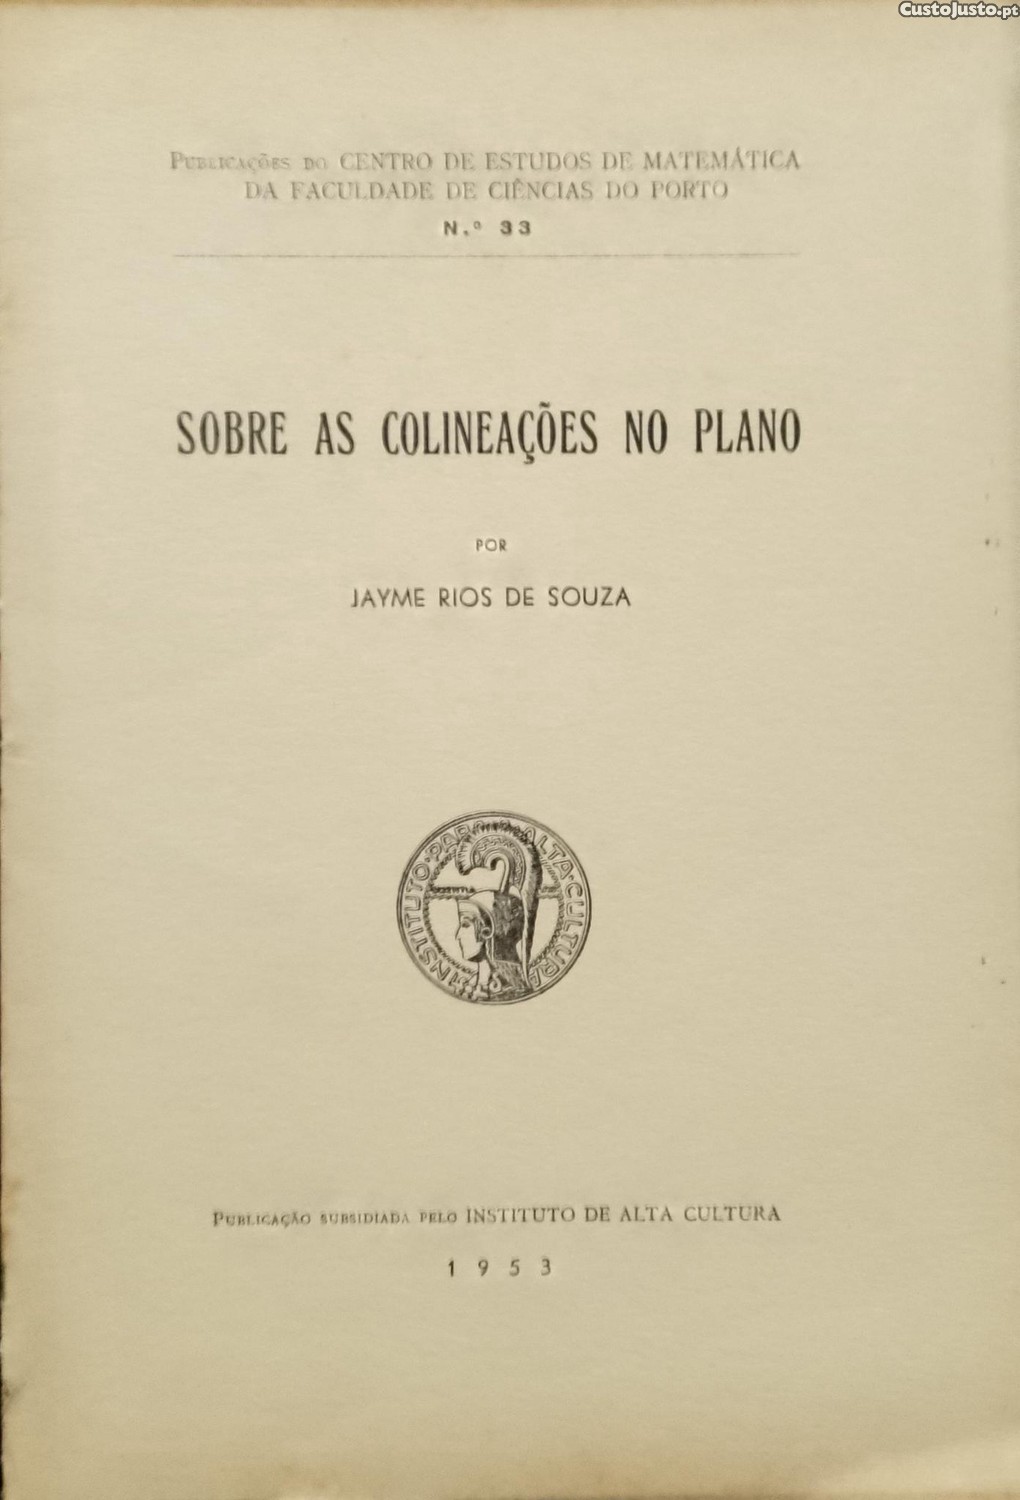 CustoJusto.pt
PUBLICAÇÕES DO CENTRO DE ESTUDOS DE MATEMÁTICA
DA FACULDADE DE CIÊNCIAS DO PORTO
N.º 33
SOBRE AS COLINEAÇÕES NO PLANO
POR
JAYME RIOS DE SOUZA
INSTITUTO·PARA·A·ALTA·CULTURA
PUBLICAÇÃO SUBSIDIADA PELO INSTITUTO DE ALTA CULTURA
1953